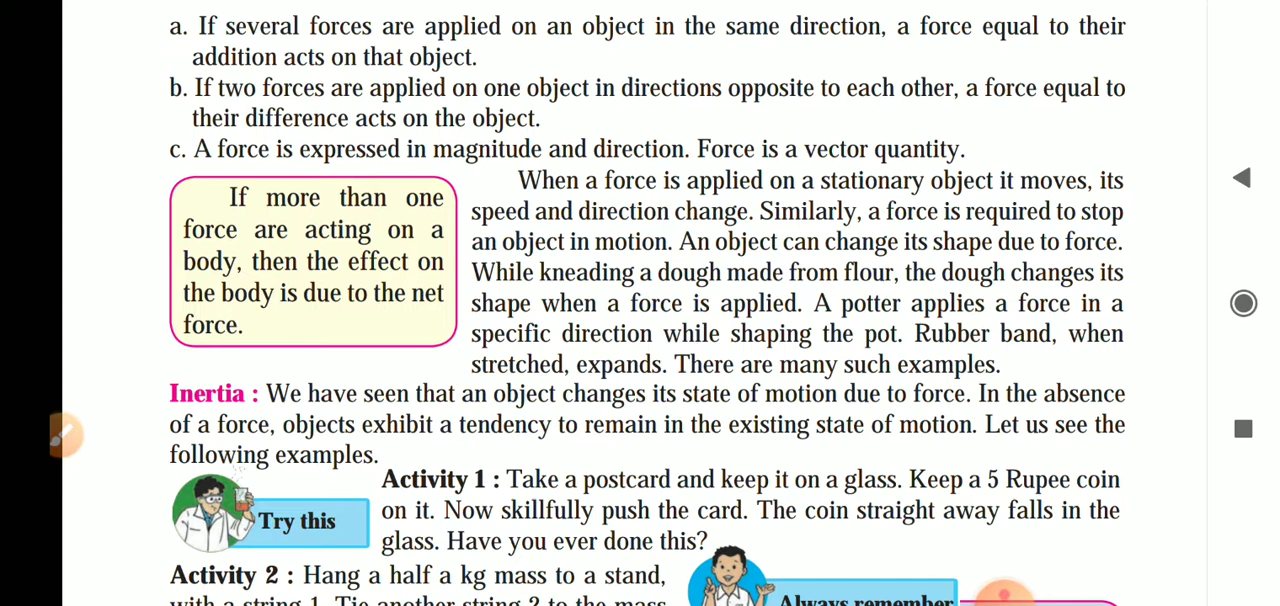 a. If several forces are applied on an object in the same direction, a force equal to their
addition acts on that object.
b. If two forces are applied on one object in directions opposite to each other, a force equal to
their difference acts on the object.
c. A force is expressed in magnitude and direction. Force is a vector quantity.
If more than one
force are acting on a
body, then the effect on
the body is due to the net
force.
When a force is applied on a stationary object it moves, its
speed and direction change. Similarly, a force is required to stop
an object in motion. An object can change its shape due to force.
While kneading a dough made from flour, the dough changes its
shape when a force is applied. A potter applies a force in a
specific direction while shaping the pot. Rubber band, when
stretched, expands. There are many such examples.
Inertia : We have seen that an object changes its state of motion due to force. In the absence
of a force, objects exhibit a tendency to remain in the existing state of motion. Let us see the
following examples.
Try this
Activity 1 : Take a postcard and keep it on a glass. Keep a 5 Rupee coin
on it. Now skillfully push the card. The coin straight away falls in the
glass. Have you ever done this?
Activity 2 : Hang a half a kg mass to a stand,
with a string 1. Tie another string 2 to the mass
Always remember